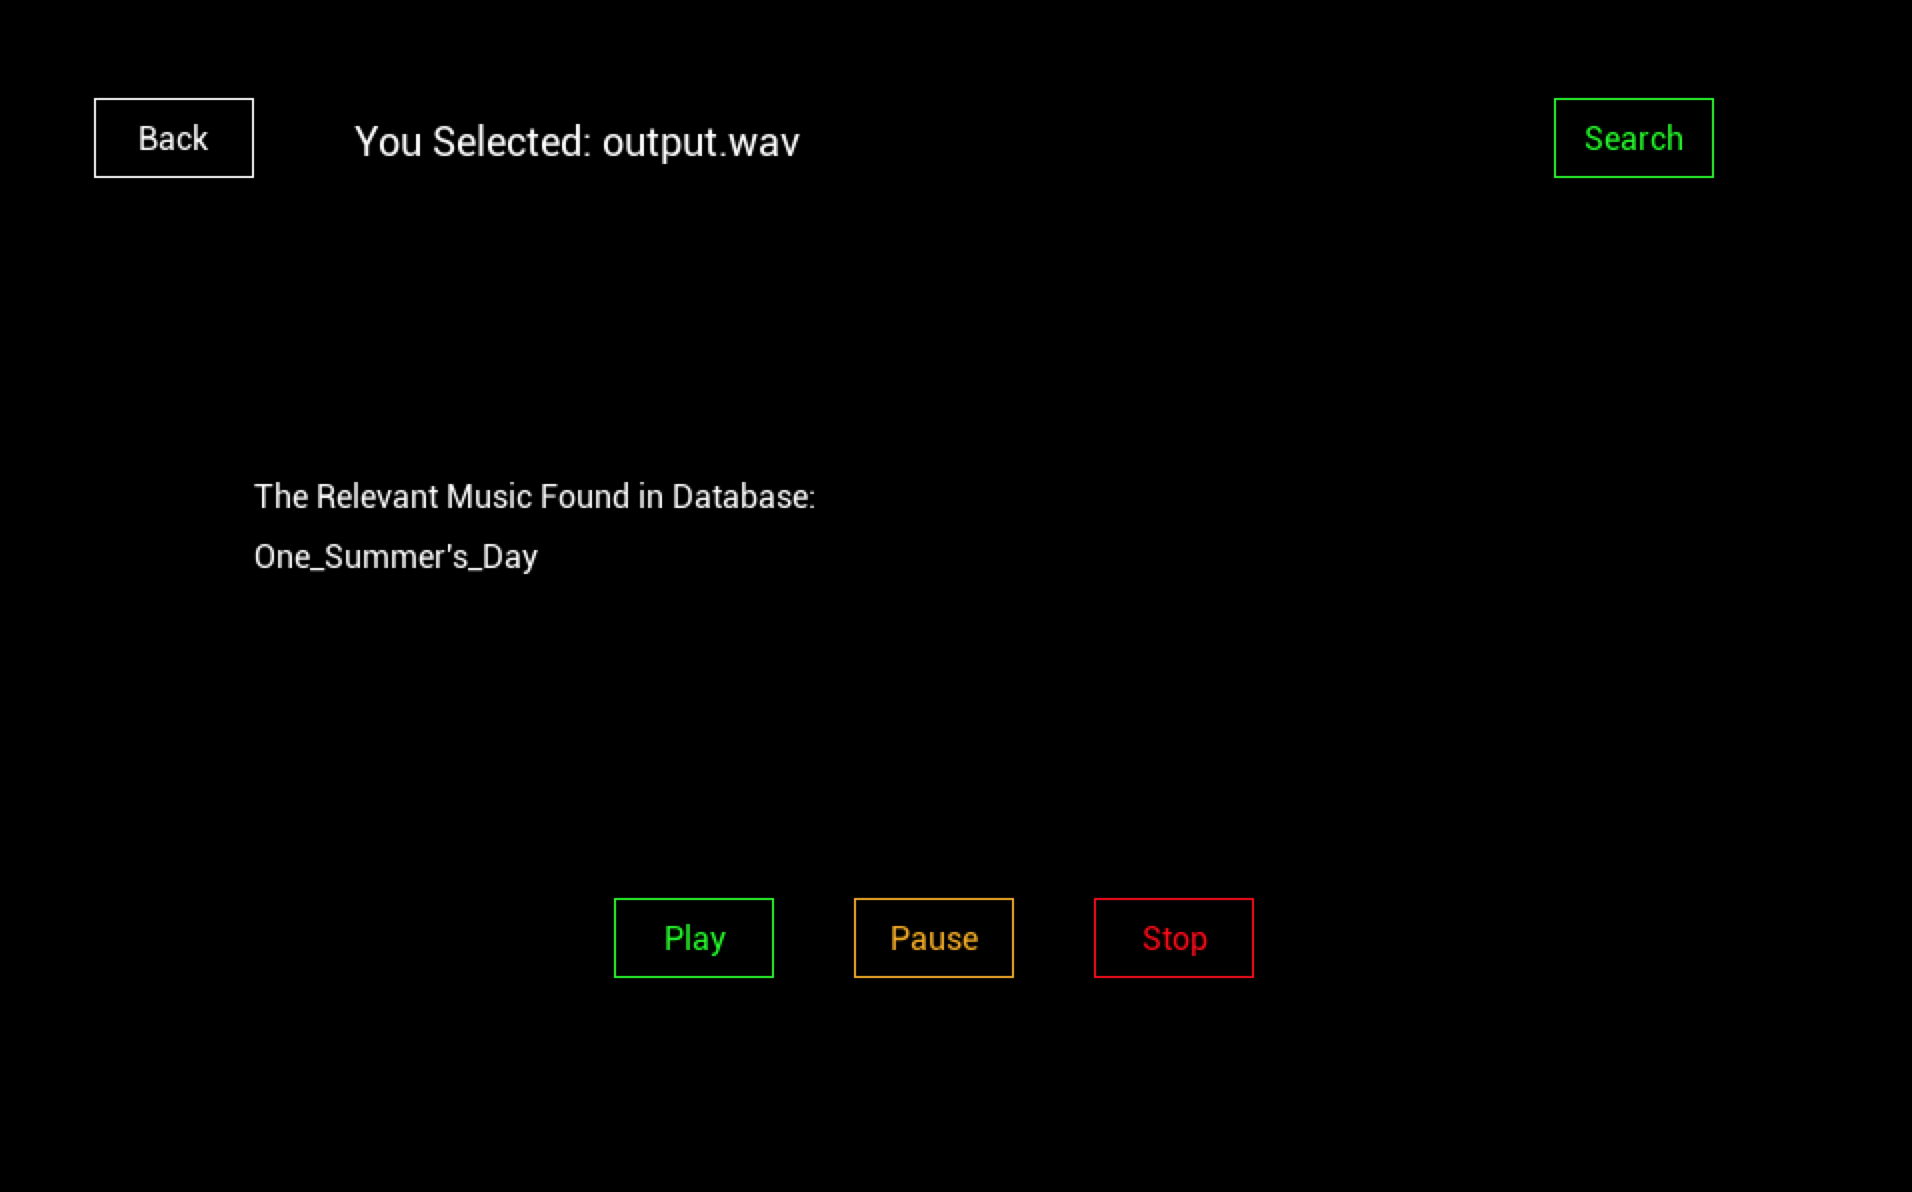 Back
You Selected: output.wav
Search
The Relevant Music Found in Database:
One_Summer's_Day
Play
Pause
Stop